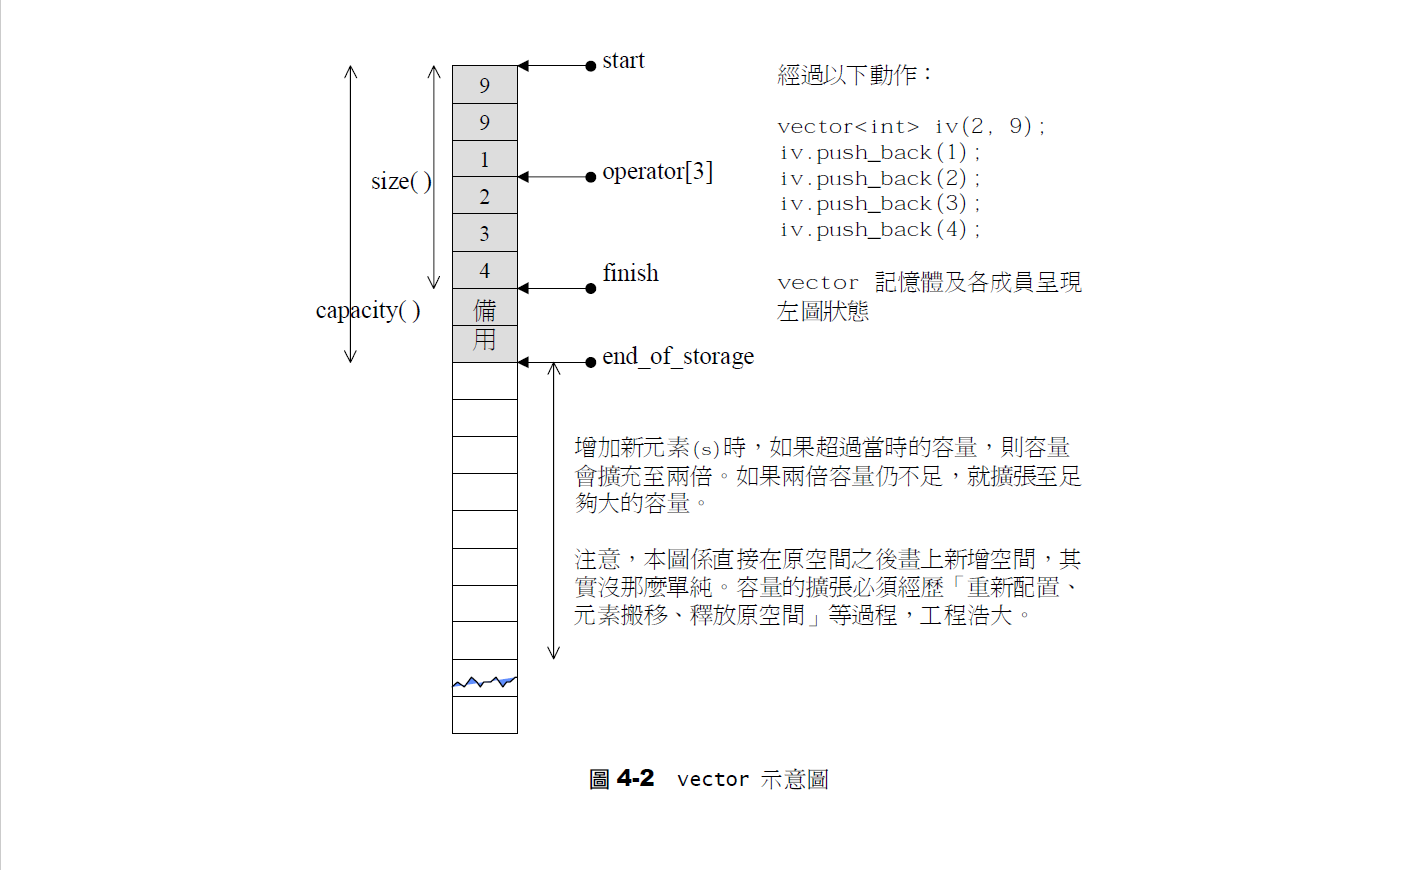 start
9
9
1
operator[3]
size( )
2
3
4
finish
capacity( )
備
用
end_of_storage
經過以下動作：
vector<int> iv(2, 9);
iv.push_back(1);
iv.push_back(2);
iv.push_back(3);
iv.push_back(4);
vector 記憶體及各成員呈現
左圖狀態
增加新元素(s)時，如果超過當時的容量，則容量
會擴充至兩倍。如果兩倍容量仍不足，就擴張至足
夠大的容量。
注意，本圖係直接在原空間之後畫上新增空間，其
實沒那麼單純。容量的擴張必須經歷「重新配置、
元素搬移、釋放原空間」等過程，工程浩大。
圖 4-2 vector 示意圖